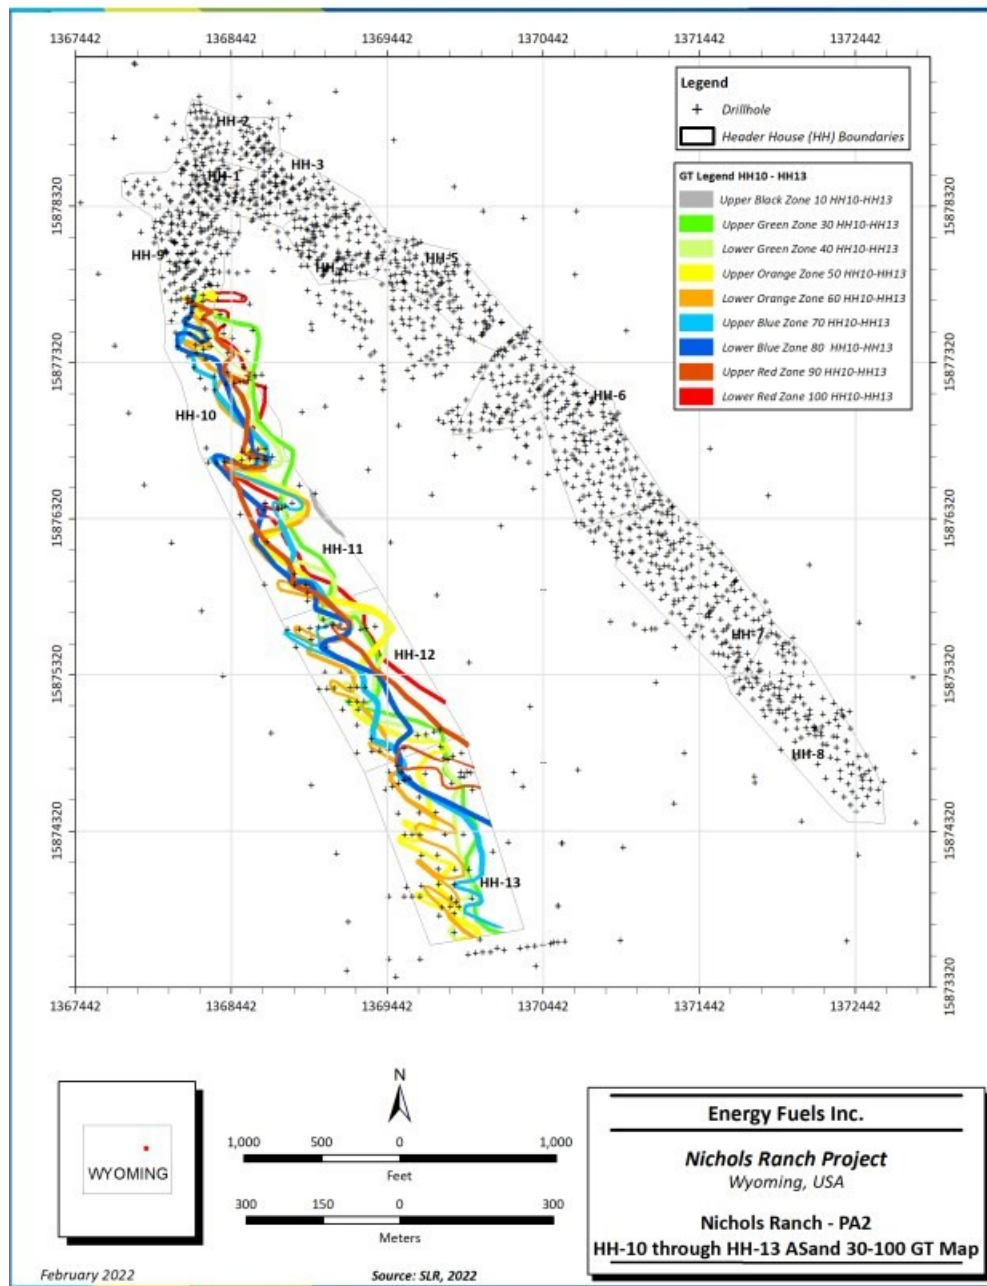 1367442 1368442 1369442 1370442 1371442 1372442
Legend
Drillhole
Header House (HH) Boundaries
GT Legend HH10 - HH13
Upper Black Zone 10 HH10-HH13
Upper Green Zone 30 HH10-HH13
Lower Green Zone 40 HH10-HH13
Upper Orange Zone 50 HH10-HH13
Lower Orange Zone 60 HH10-HH13
Upper Blue Zone 70 HH10-HH13
Lower Blue Zone 80 HH10-HH13
Upper Red Zone 90 HH10-HH13
Lower Red Zone 100 HH10-HH13
HH-2
HH-3
HH-1
HH-9
HH-4
HH-5
HH-6
HH-10
HH-11
HH-7
HH-12
HH-8
HH-13
15878320
15877320
15876320
15875320
15874320
15873320
15878320
15877320
15876320
15875320
15874320
15873320
1367442 1368442 1369442 1370442 1371442 1372442
WYOMING
N
1,000 500 0 1,000
Feet
300 150 0 300
Meters
Energy Fuels Inc.
Nichols Ranch Project
Wyoming, USA
Nichols Ranch - PA2
HH-10 through HH-13 ASand 30-100 GT Map
February 2022
Source: SLR, 2022